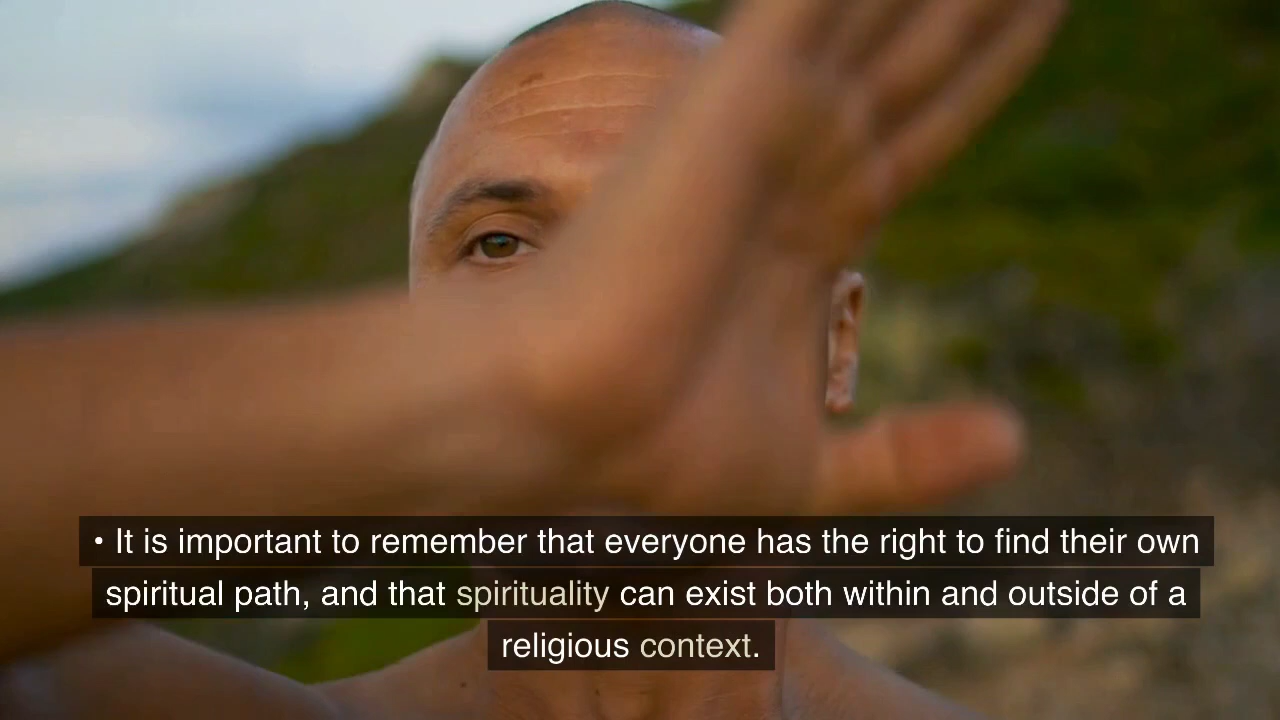 • It is important to remember that everyone has the right to find their own
spiritual path, and that spirituality can exist both within and outside of a
religious context.